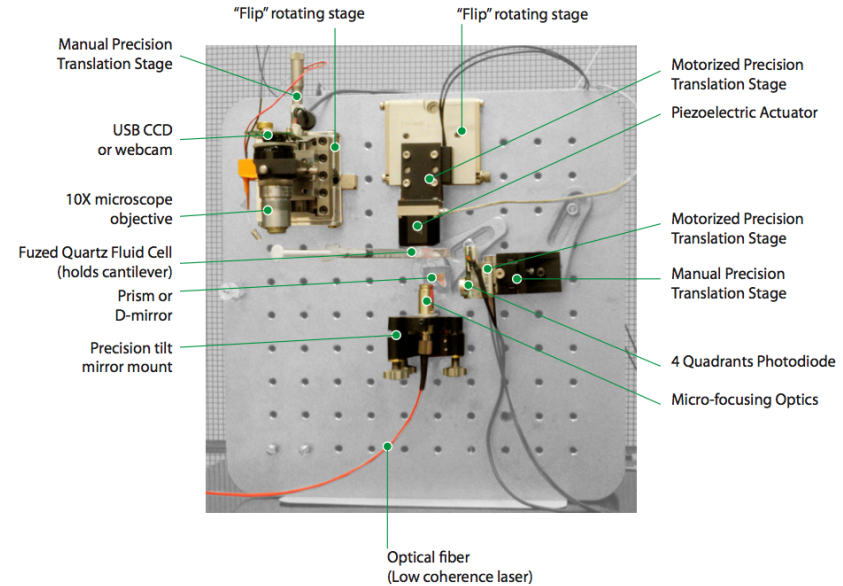 “Flip” rotating stage
“Flip” rotating stage
Manual Precision
Translation Stage
Motorized Precision
Translation Stage
Piezoelectric Actuator
USB CCD
or webcam
10X microscope
objective
Motorized Precision
Translation Stage
Fuzed Quartz Fluid Cell
(holds cantilever)
Manual Precision
Translation Stage
Prism or
D-mirror
Precision tilt
mirror mount
4 Quadrants Photodiode
Micro-focusing Optics
Optical fiber
(Low coherence laser)